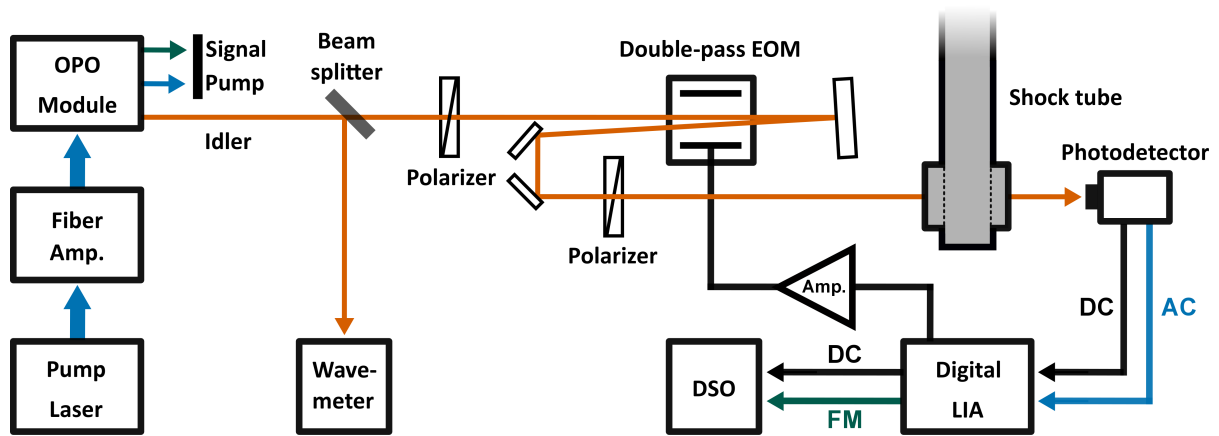 OPO
Module
Signal
Pump
Idler
Beam
splitter
Polarizer
Double-pass EOM
Shock tube
Photodetector
Polarizer
Fiber
Amp.
Amp.
DC
AC
Pump
Laser
Wave-
meter
DSO
DC
FM
Digital
LIA